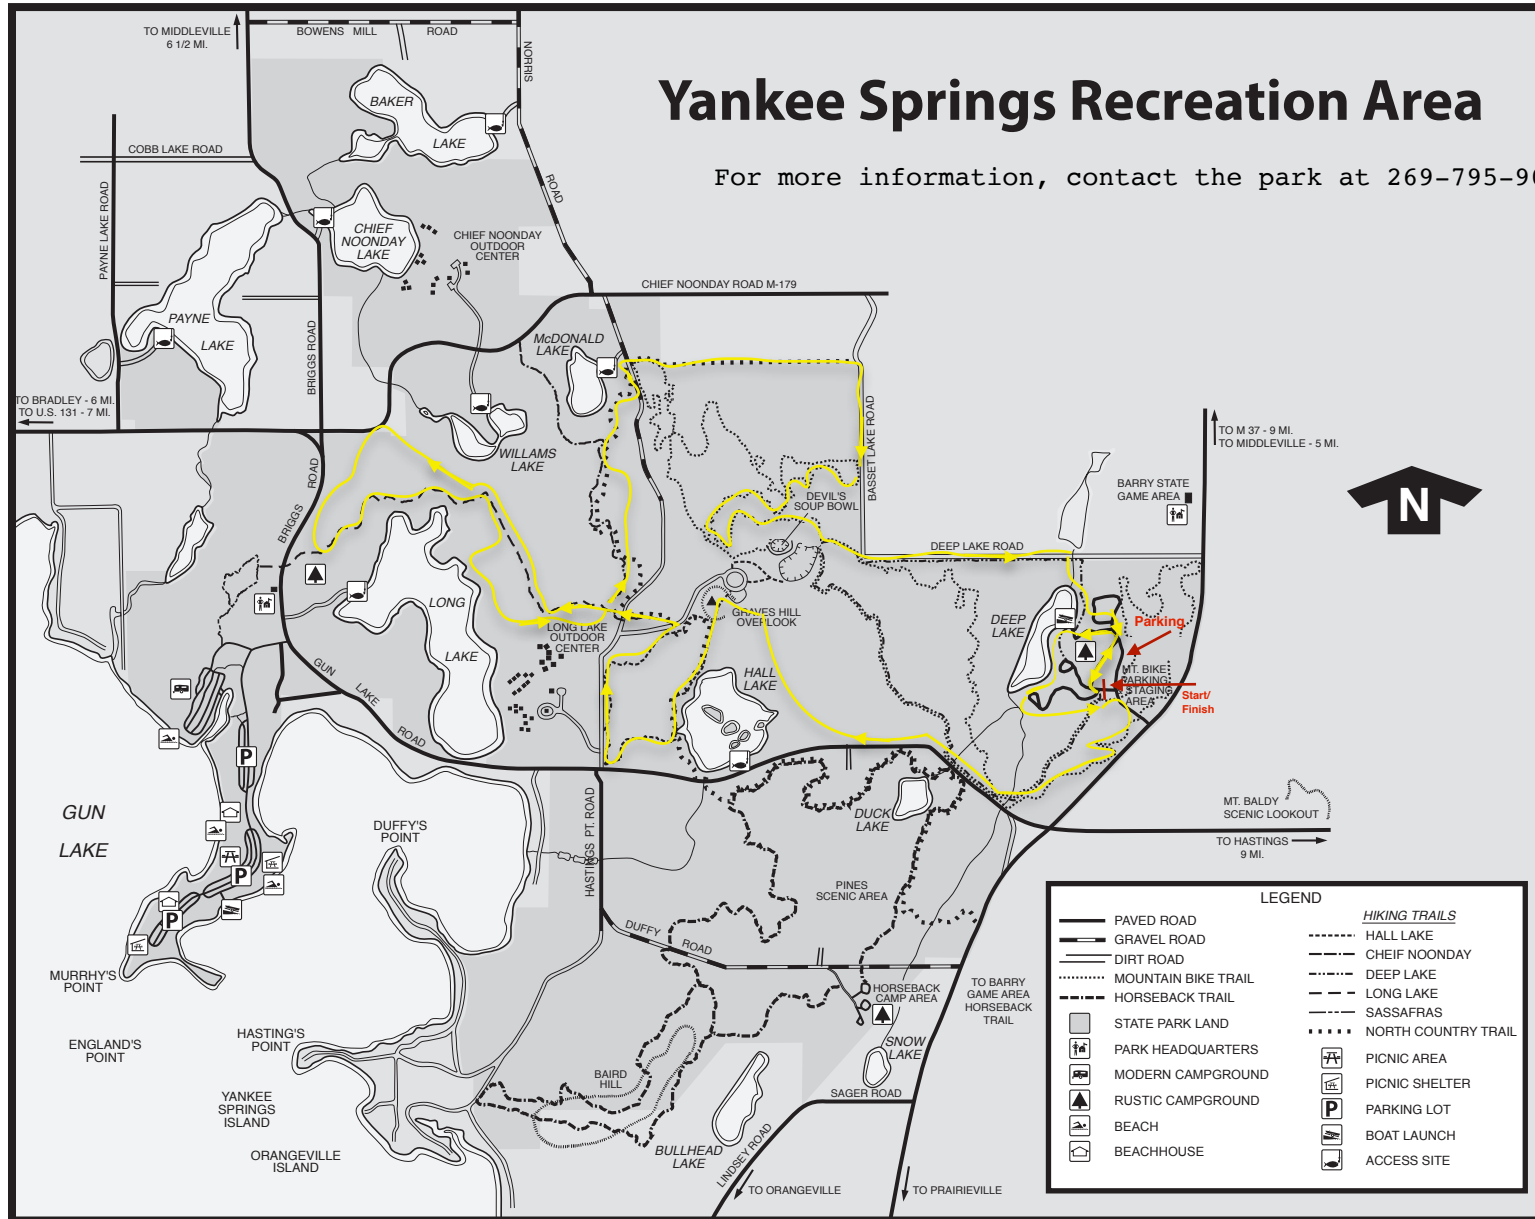 TO MIDDLEVILLE
6 1/2 MI.
BOWENS MILL ROAD
NORRIS
ROAD
Yankee Springs Recreation Area
For more information, contact the park at 269-795-90
BAKER
LAKE
COBB LAKE ROAD
PAYNE LAKE ROAD
CHIEF
NOONDAY
LAKE
CHIEF NOONDAY
OUTDOOR
CENTER
CHIEF NOONDAY ROAD M-179
PAYNE
LAKE
BRIGGS ROAD
McDONALD
LAKE
TO BRADLEY - 6 MI.
TO U.S. 131 - 7 MI.
WILLAMS
LAKE
BASSET LAKE ROAD
TO M 37 - 9 MI.
TO MIDDLEVILLE - 5 MI.
BRIGGS
ROAD
DEVIL'S
SOUP BOWL
BARRY STATE
GAME AREA
N
DEEP LAKE ROAD
LONG
LAKE
LONG LAKE
OUTDOOR
CENTER
GRAVES HILL
OVERLOOK
DEEP
LAKE
Parking
MT. BIKE
PARKING
STAGING
AREA
Start/
Finish
HALL
LAKE
GUN
LAKE
ROAD
P
GUN
LAKE
DUFFY'S
POINT
HASTINGS PT. ROAD
DUCK
LAKE
MT. BALDY
SCENIC LOOKOUT
TO HASTINGS
9 MI.
P
P
PINES
SCENIC AREA
DUFFY
ROAD
MURRHY'S
POINT
HORSEBACK
CAMP AREA
TO BARRY
GAME AREA
HORSEBACK
TRAIL
ENGLAND'S
POINT
HASTING'S
POINT
SNOW
LAKE
BAIRD
HILL
SAGER ROAD
YANKEE
SPRINGS
ISLAND
ORANGEVILLE
ISLAND
BULLHEAD
LAKE
LINDSEY ROAD
TO ORANGEVILLE
TO PRAIRIEVILLE
LEGEND
PAVED ROAD
GRAVEL ROAD
DIRT ROAD
MOUNTAIN BIKE TRAIL
HORSEBACK TRAIL
STATE PARK LAND
PARK HEADQUARTERS
MODERN CAMPGROUND
RUSTIC CAMPGROUND
BEACH
BEACHHOUSE
HIKING TRAILS
HALL LAKE
CHEIF NOONDAY
DEEP LAKE
LONG LAKE
SASSAFRAS
NORTH COUNTRY TRAIL
PICNIC AREA
PICNIC SHELTER
P
PARKING LOT
BOAT LAUNCH
ACCESS SITE